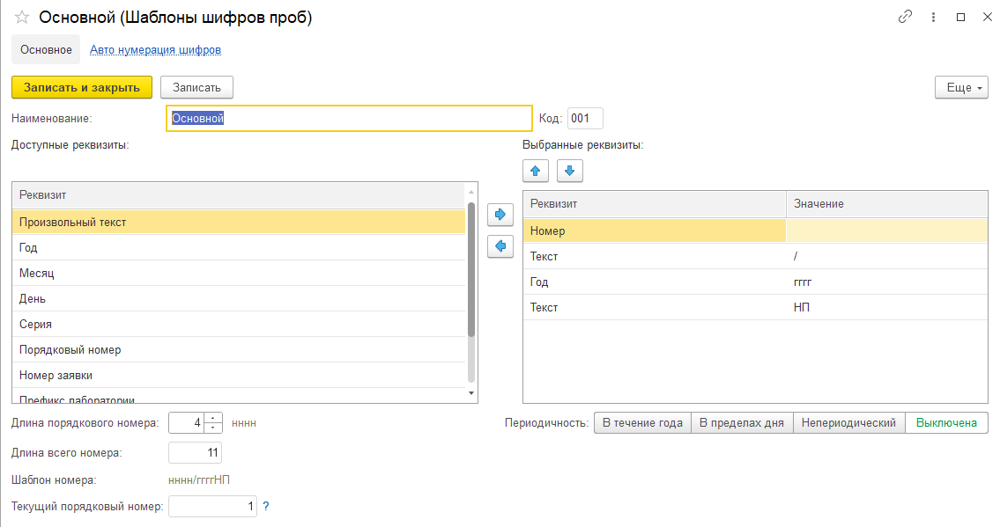 Основной (Шаблоны шифров проб)
Основное Авто нумерация шифров
Записать и закрыть Записать Еще
Наименование: Основной Код: 001
Доступные реквизиты: Выбранные реквизиты:
Реквизит
Произвольный текст
Год
Месяц
День
Серия
Порядковый номер
Номер заявки
Префикс лаборатории
Реквизит Значение
Номер
Текст /
Год гггг
Текст НП
Длина порядкового номера: 4 нннн
Периодичность: В течение года В пределах дня Непериодический Выключена
Длина всего номера: 11
Шаблон номера: нннн/ггггНП
Текущий порядковый номер: 1 ?